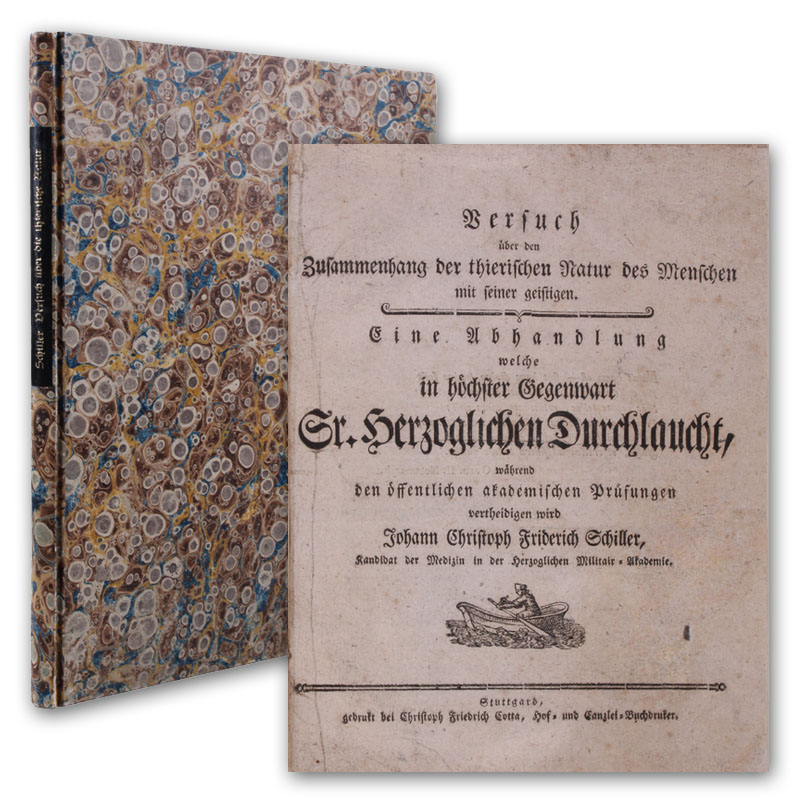 Schiller Versuch über die thierische Natur
Versuch
über den
Zusammenhang der thierischen Natur des Menschen
mit seiner geistigen.
Eine Abhandlung
welche
in höchster Gegenwart
Sr. Herzoglichen Durchlaucht,
während
den öffentlichen akademischen Prüfungen
vertheidigen wird
Johann Christoph Friderich Schiller,
Kandidat der Medizin in der Herzoglichen Militair-Akademie.
Stuttgard,
gedrukt bei Christoph Friedrich Cotta, Hof- und Canzlei-Buchdruker.